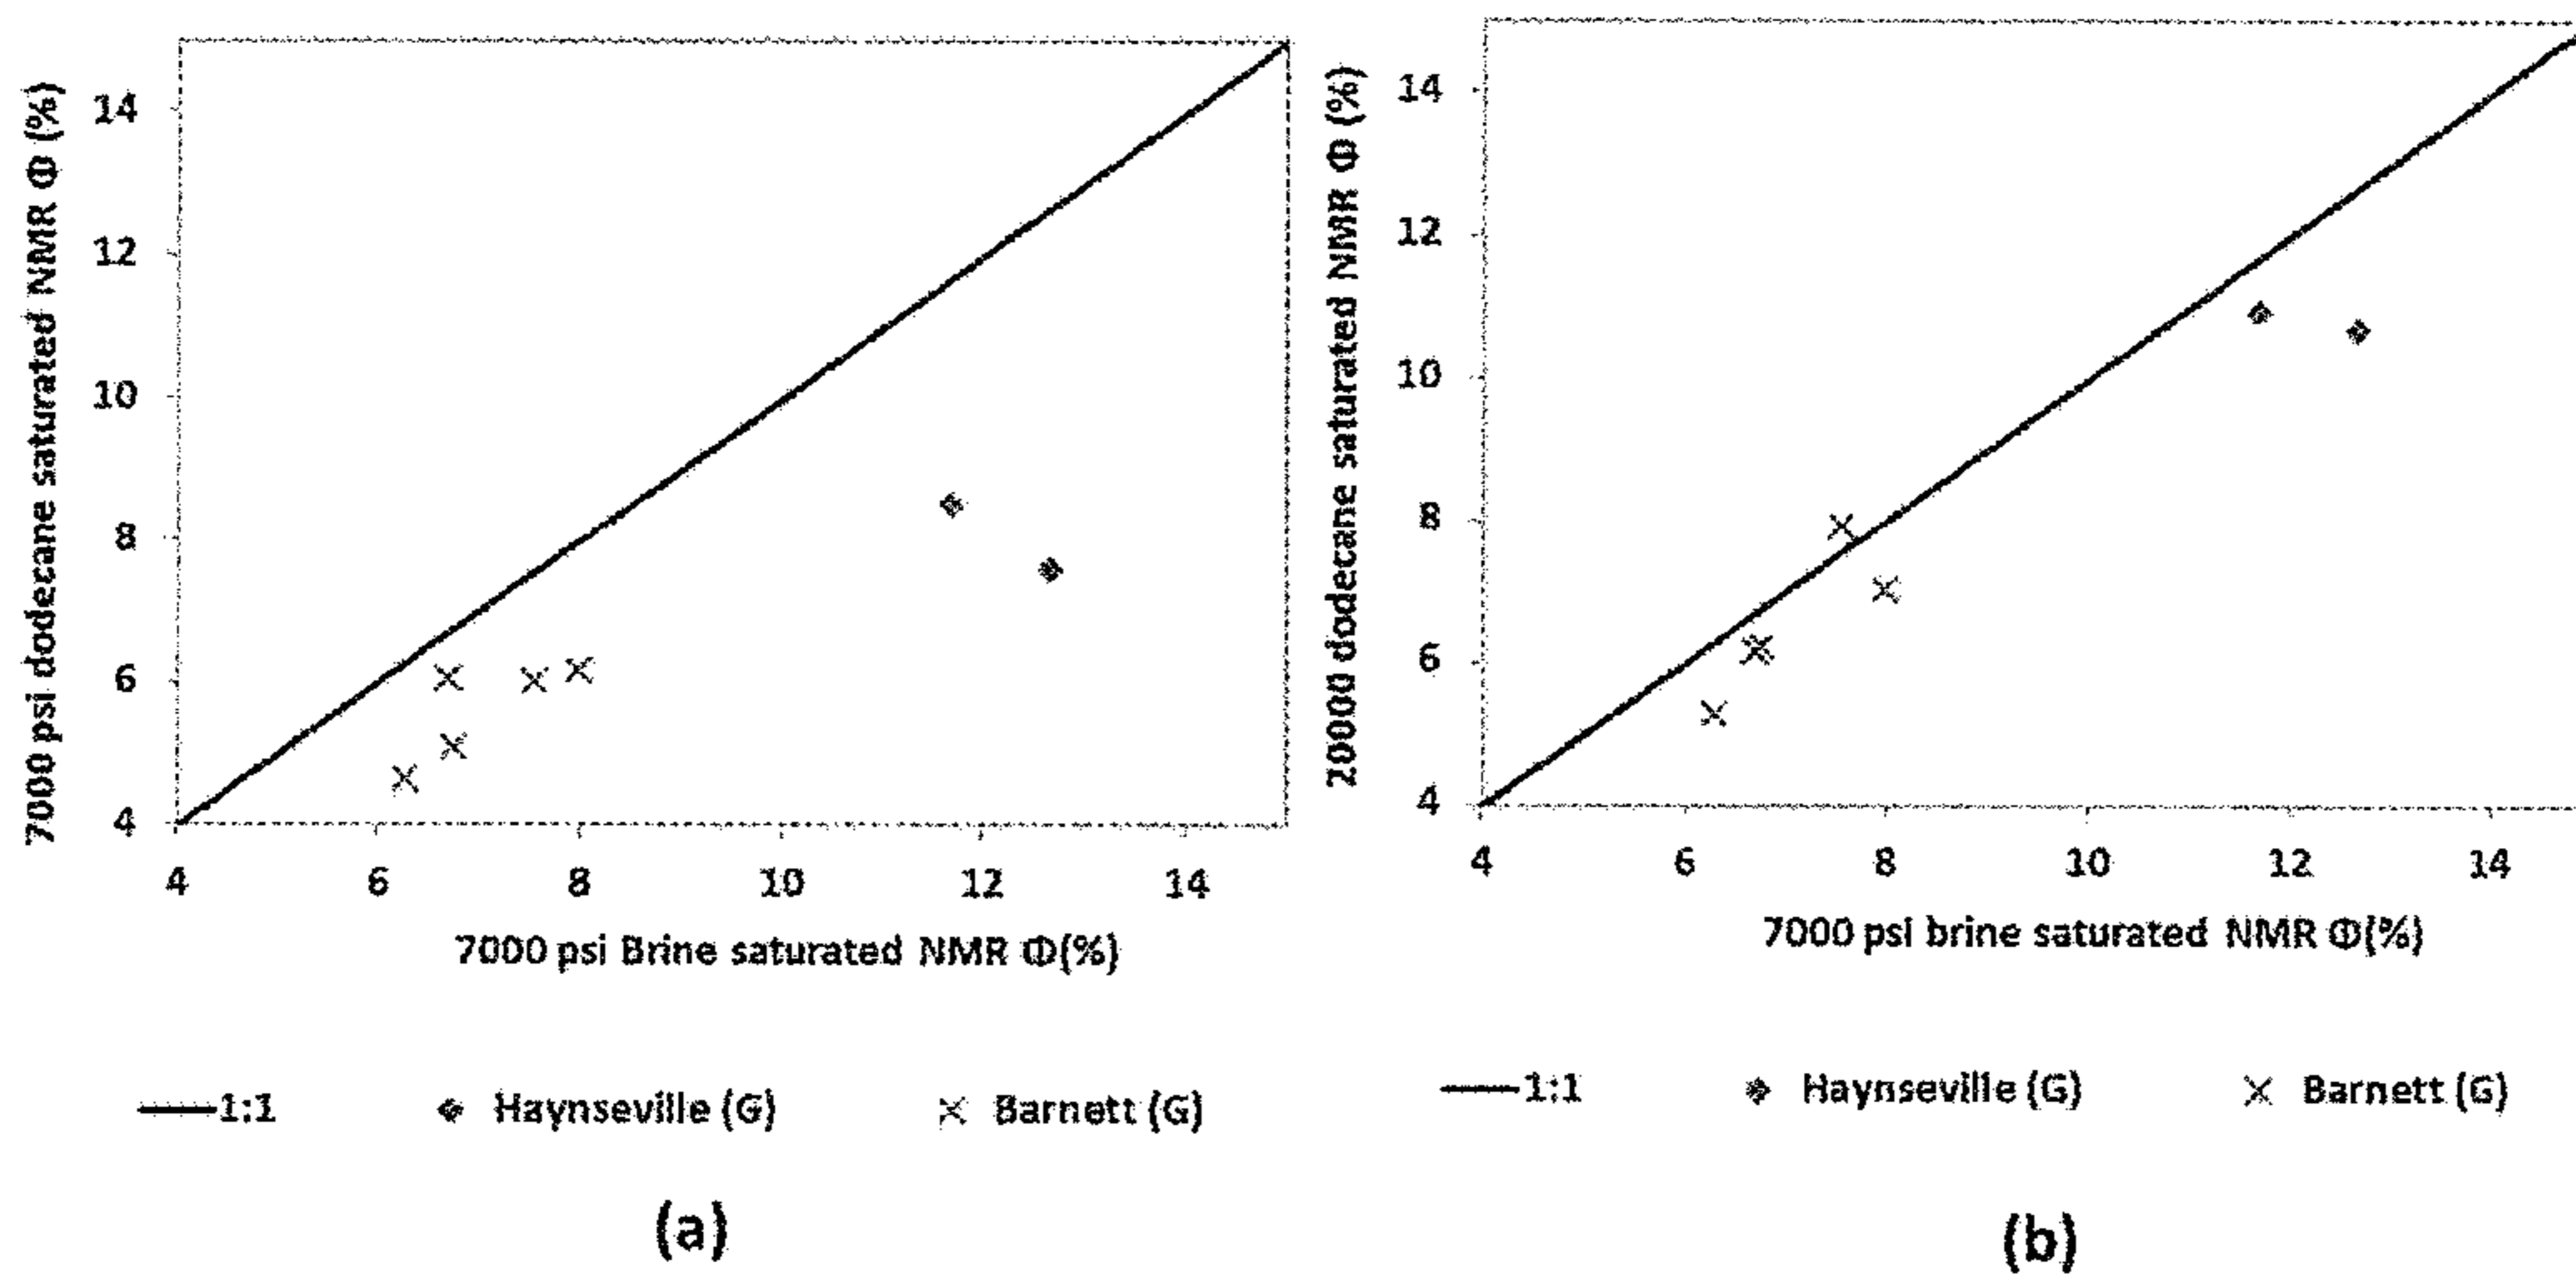 7000 psi dodecane saturated NMR Φ (%)
14
12
10
8
6
4
4 6 8 10 12 14
7000 psi Brine saturated NMR Φ(%)
1:1 Haynseville (G) Barnett (G)
(a)
20000 dodecane saturated NMR Φ (%)
14
12
10
8
6
4
4 6 8 10 12 14
7000 psi brine saturated NMR Φ(%)
1:1 Haynseville (G) Barnett (G)
(b)